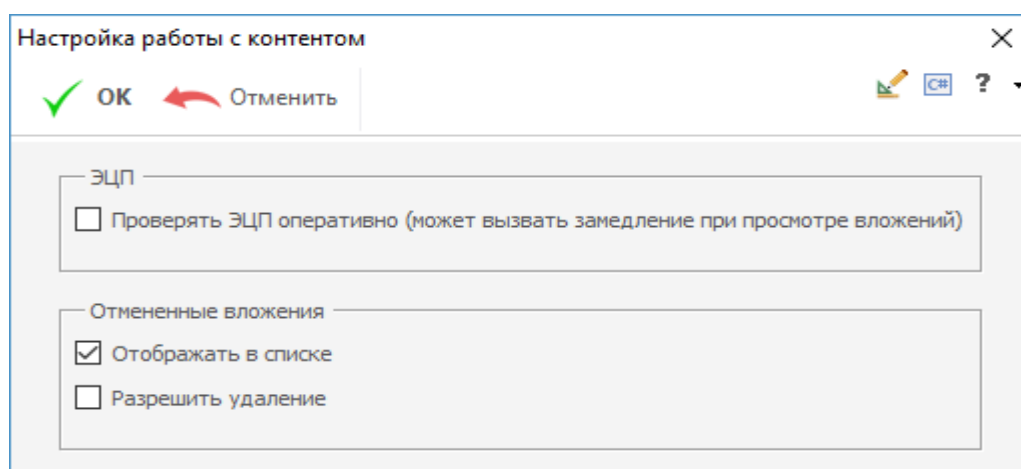 Настройка работы с контентом
ОК Отменить C# ?
ЭЦП
Проверять ЭЦП оперативно (может вызвать замедление при просмотре вложений)
Отмененные вложения
Отображать в списке
Разрешить удаление